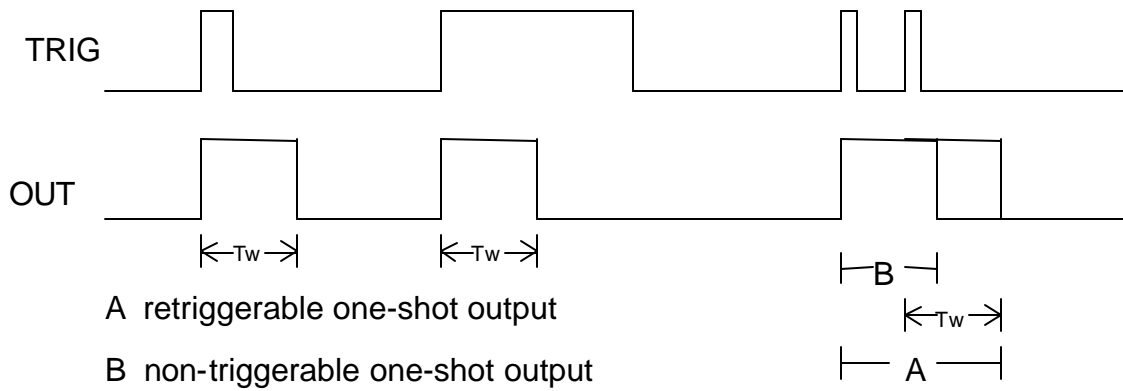 TRIG
OUT
Tw
Tw
B
A retriggerable one-shot output
Tw
B non-triggerable one-shot output
A